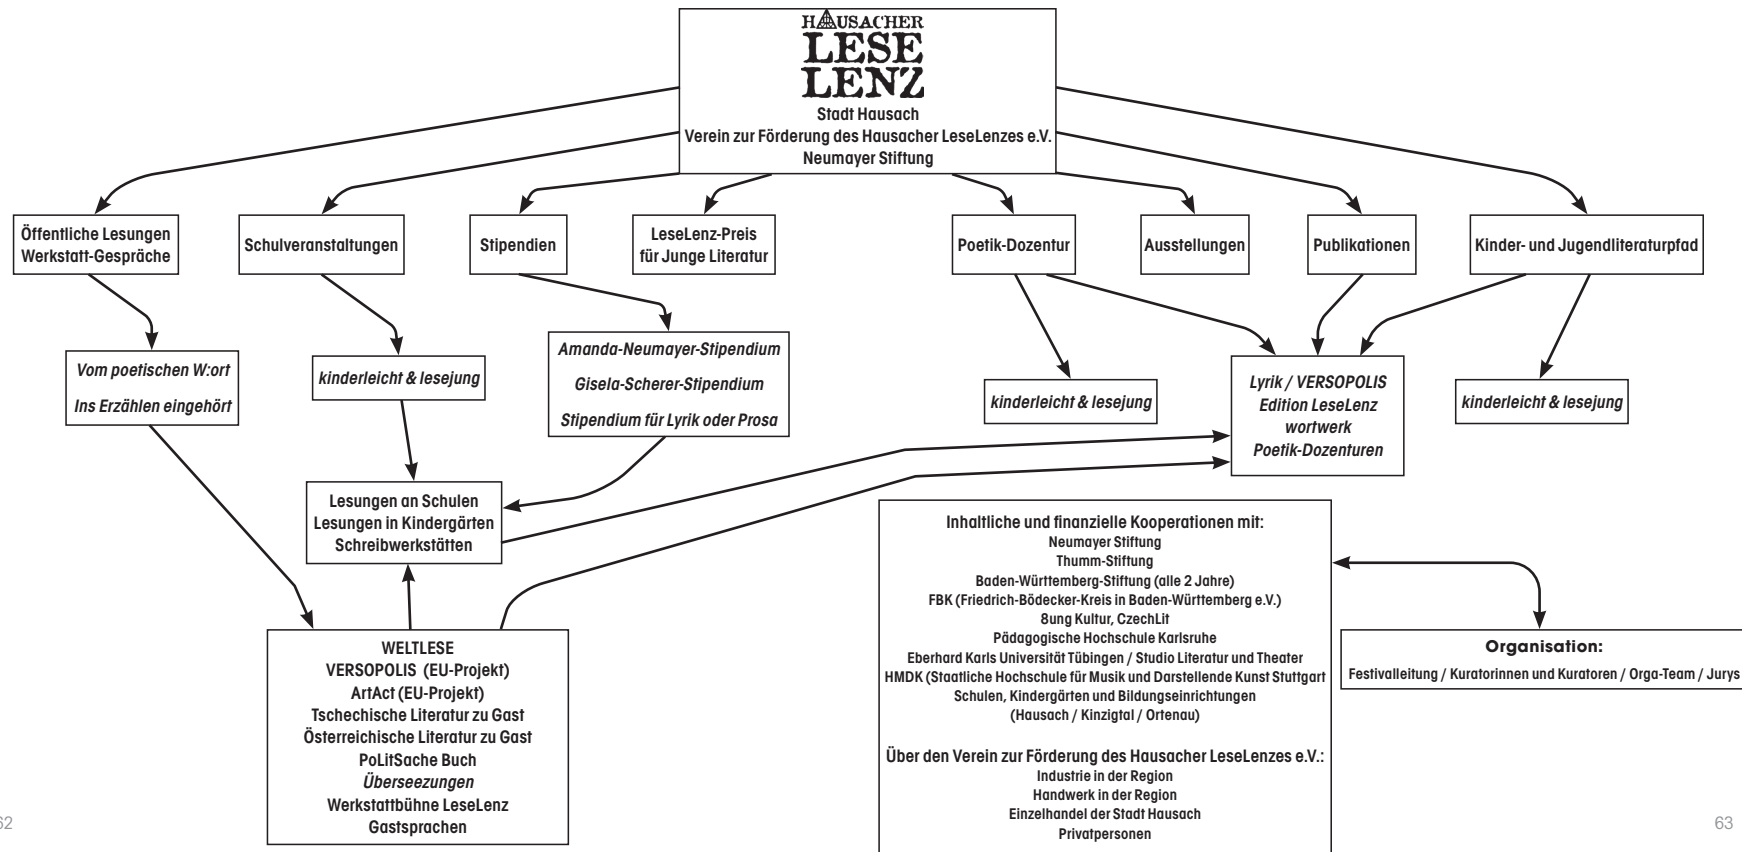 HAUSACHER
LESE
LENZ
Stadt Hausach
Verein zur Förderung des Hausacher LeseLenzes e.V.
Neumayer Stiftung
Öffentliche Lesungen
Werkstatt-Gespräche
Schulveranstaltungen
Stipendien
LeseLenz-Preis
für Junge Literatur
Poetik-Dozentur
Ausstellungen
Publikationen
Kinder- und Jugendliteraturpfad
Vom poetischen W:ort
Ins Erzählen eingehört
kinderleicht & lesejung
Amanda-Neumayer-Stipendium
Gisela-Scherer-Stipendium
Stipendium für Lyrik oder Prosa
kinderleicht & lesejung
Lyrik / VERSOPOLIS
Edition LeseLenz
wortwerk
Poetik-Dozenturen
kinderleicht & lesejung
Lesungen an Schulen
Lesungen in Kindergärten
Schreibwerkstätten
WELTLESE
VERSOPOLIS (EU-Projekt)
ArtAct (EU-Projekt)
Tschechische Literatur zu Gast
Österreichische Literatur zu Gast
PoLitSache Buch
Überseezungen
Werkstattbühne LeseLenz
Gastsprachen
Inhaltliche und finanzielle Kooperationen mit:
Neumayer Stiftung
Thumm-Stiftung
Baden-Württemberg-Stiftung (alle 2 Jahre)
FBK (Friedrich-Bödecker-Kreis in Baden-Württemberg e.V.)
8ung Kultur, CzechLit
Pädagogische Hochschule Karlsruhe
Eberhard Karls Universität Tübingen / Studio Literatur und Theater
HMDK (Staatliche Hochschule für Musik und Darstellende Kunst Stuttgart
Schulen, Kindergärten und Bildungseinrichtungen
(Hausach / Kinzigtal / Ortenau)
Über den Verein zur Förderung des Hausacher LeseLenzes e.V.:
Industrie in der Region
Handwerk in der Region
Einzelhandel der Stadt Hausach
Privatpersonen
Organisation:
Festivalleitung / Kuratorinnen und Kuratoren / Orga-Team / Jurys
62
63